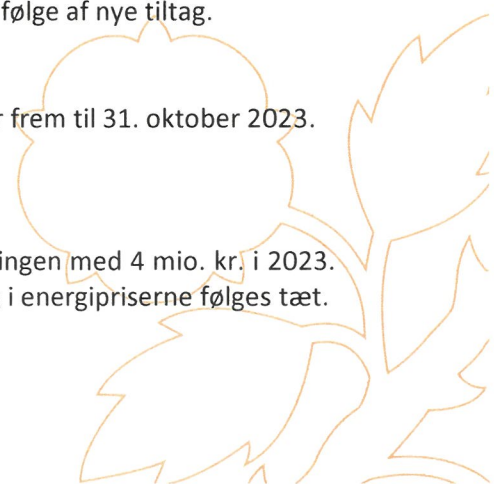 følge af nye tiltag.
frem til 31. oktober 2023.
ingen med 4 mio. kr. i 2023.
i energipriserne følges tæt.